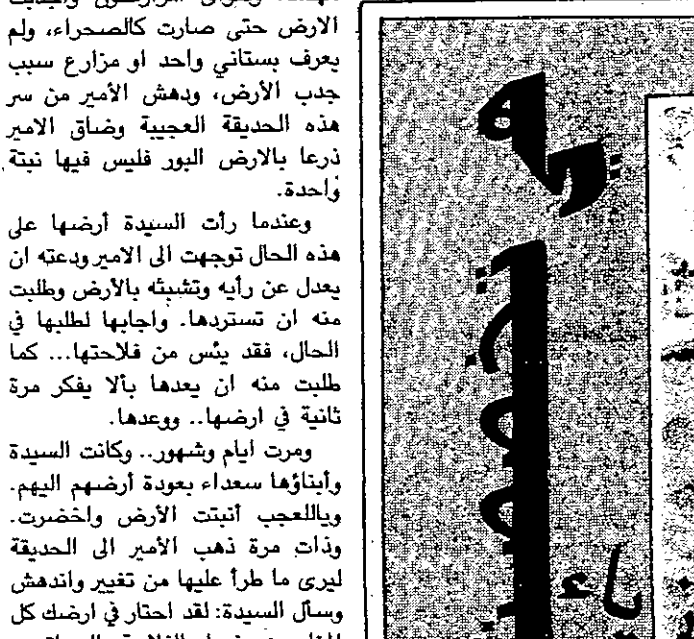 الارض حتى صارت كالصحراء، ولم
يعرف بستاني واحد او مزارع سبب
جدب الأرض، ودهش الأمير من سر
هذه الحديقة العجيبة وضاق الامير
ذرعا بالارض البور فليس فيها نبتة
واحدة.
وعندما رأت السيدة أرضها على
هذه الحال توجهت الى الامير ودعته ان
يعدل عن رأيه وتشبثه بالأرض وطلبت
منه ان تستردها. واجابها لطلبها في
الحال، فقد يئس من فلاحتها... كما
طلبت منه ان يعدها بألا يفكر مرة
ثانية في ارضها.. ووعدها.
ومرت ايام وشهور.. وكانت السيدة
وأبناؤها سعداء بعودة أرضهم اليهم.
وياللعجب أنبتت الأرض واخضرت.
وذات مرة ذهب الأمير الى الحديقة
ليرى ما طرأ عليها من تغيير واندهش
وسأل السيدة: لقد احتار في ارضك كل